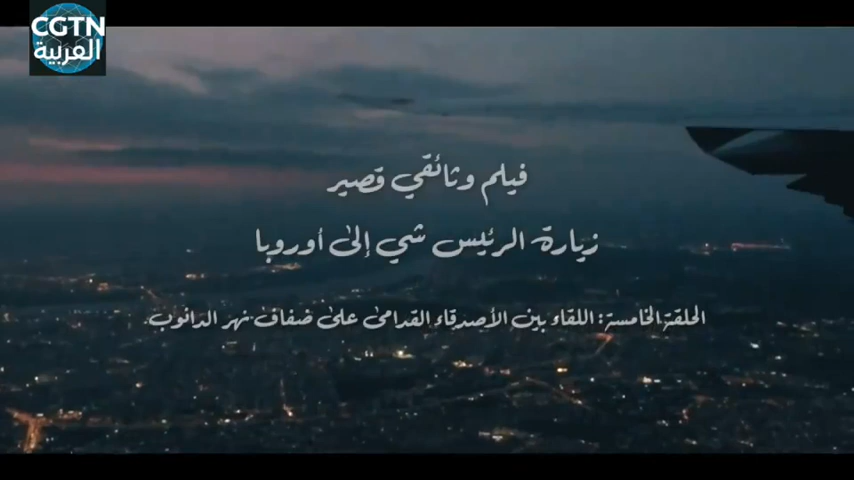 CGTN
العربية
فيلم وثائقي قصير
زيارة الرئيس شي إلى أوروبا
الحلقة الخامسة: اللقاء بين الأصدقاء القدامى على ضفاف نهر الدانوب